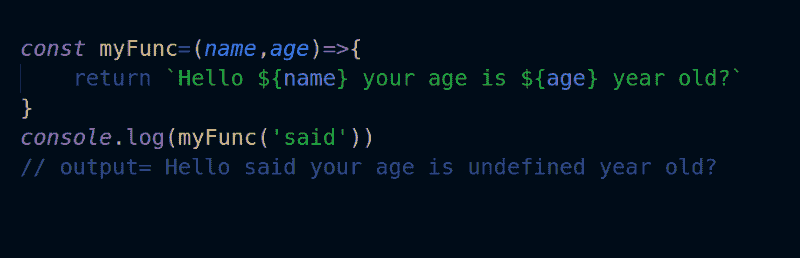 const myFunc=(name,age)=>{
    return `Hello ${name} your age is ${age} year old?`
}
console.log(myFunc('said'))
// output= Hello said your age is undefined year old?